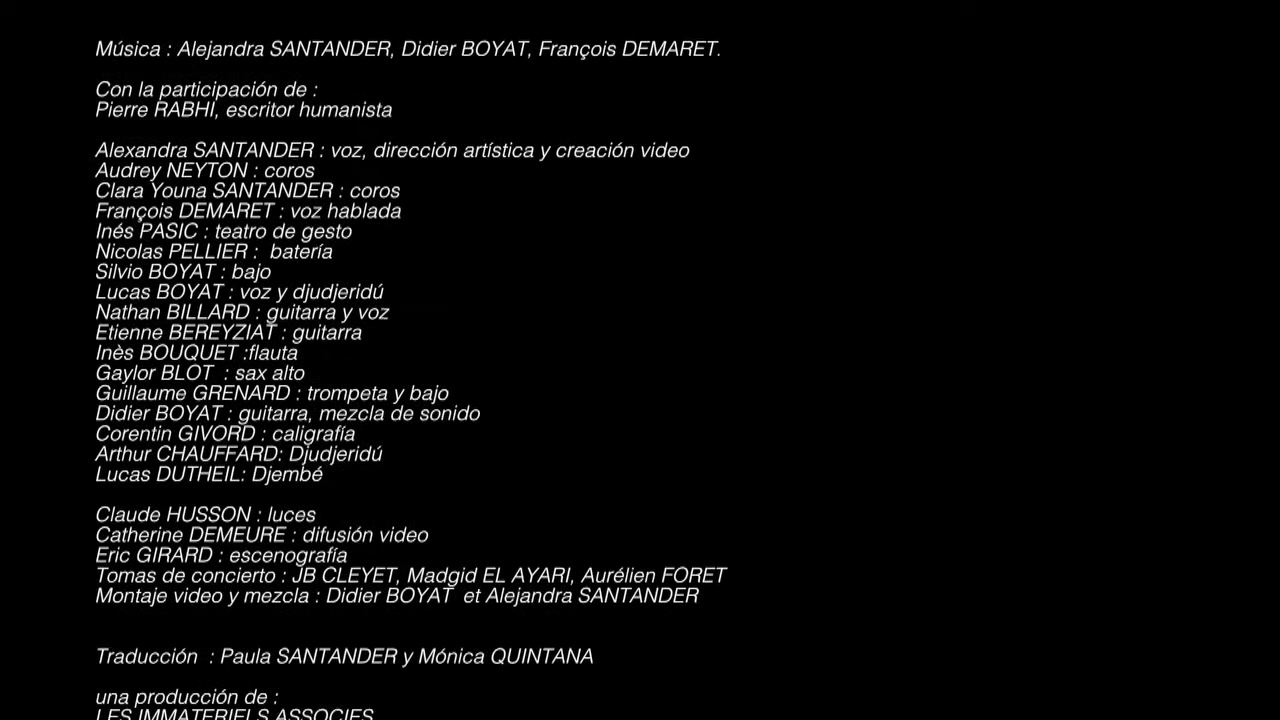 Música : Alejandra SANTANDER, Didier BOYAT, François DEMARET.
Con la participación de :
Pierre RABHI, escritor humanista
Alexandra SANTANDER : voz, dirección artística y creación video
Audrey NEYTON : coros
Clara Youna SANTANDER : coros
François DEMARET : voz hablada
Inés PASIC : teatro de gesto
Nicolas PELLIER :  batería
Silvio BOYAT : bajo
Lucas BOYAT : voz y djudjeridú
Nathan BILLARD : guitarra y voz
Etienne BEREYZIAT : guitarra
Inès BOUQUET :flauta
Gaylor BLOT  : sax alto
Guillaume GRENARD : trompeta y bajo
Didier BOYAT : guitarra, mezcla de sonido
Corentin GIVORD : caligrafía
Arthur CHAUFFARD: Djudjeridú
Lucas DUTHEIL: Djembé
Claude HUSSON : luces
Catherine DEMEURE : difusión video
Eric GIRARD : escenografía
Tomas de concierto : JB CLEYET, Madgid EL AYARI, Aurélien FORET
Montaje video y mezcla : Didier BOYAT  et Alejandra SANTANDER
Traducción  : Paula SANTANDER y Mónica QUINTANA
una producción de :
LES IMMATERIELS ASSOCIES